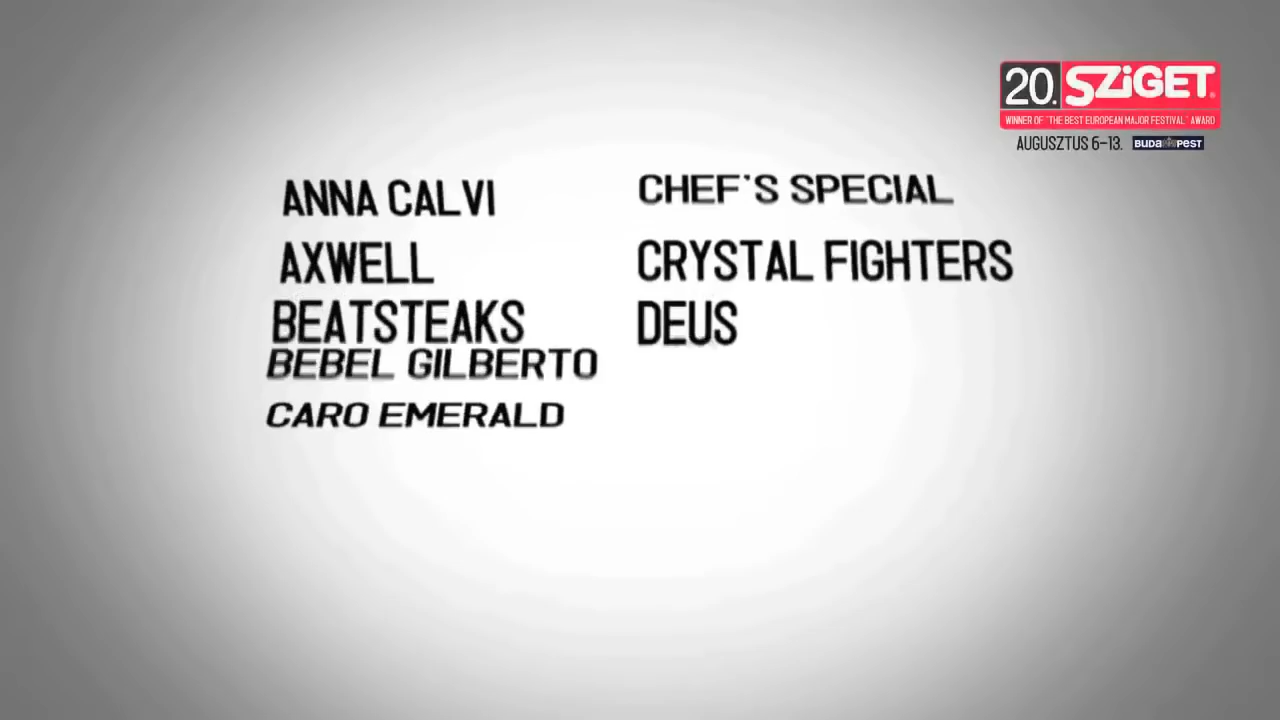 20. SZiGET
WINNER OF "THE BEST EUROPEAN MAJOR FESTIVAL" AWARD
AUGUSZTUS 6-13. BUDAPEST
ANNA CALVI
AXWELL
BEATSTEAKS
BEBEL GILBERTO
CARO EMERALD
CHEF'S SPECIAL
CRYSTAL FIGHTERS
DEUS